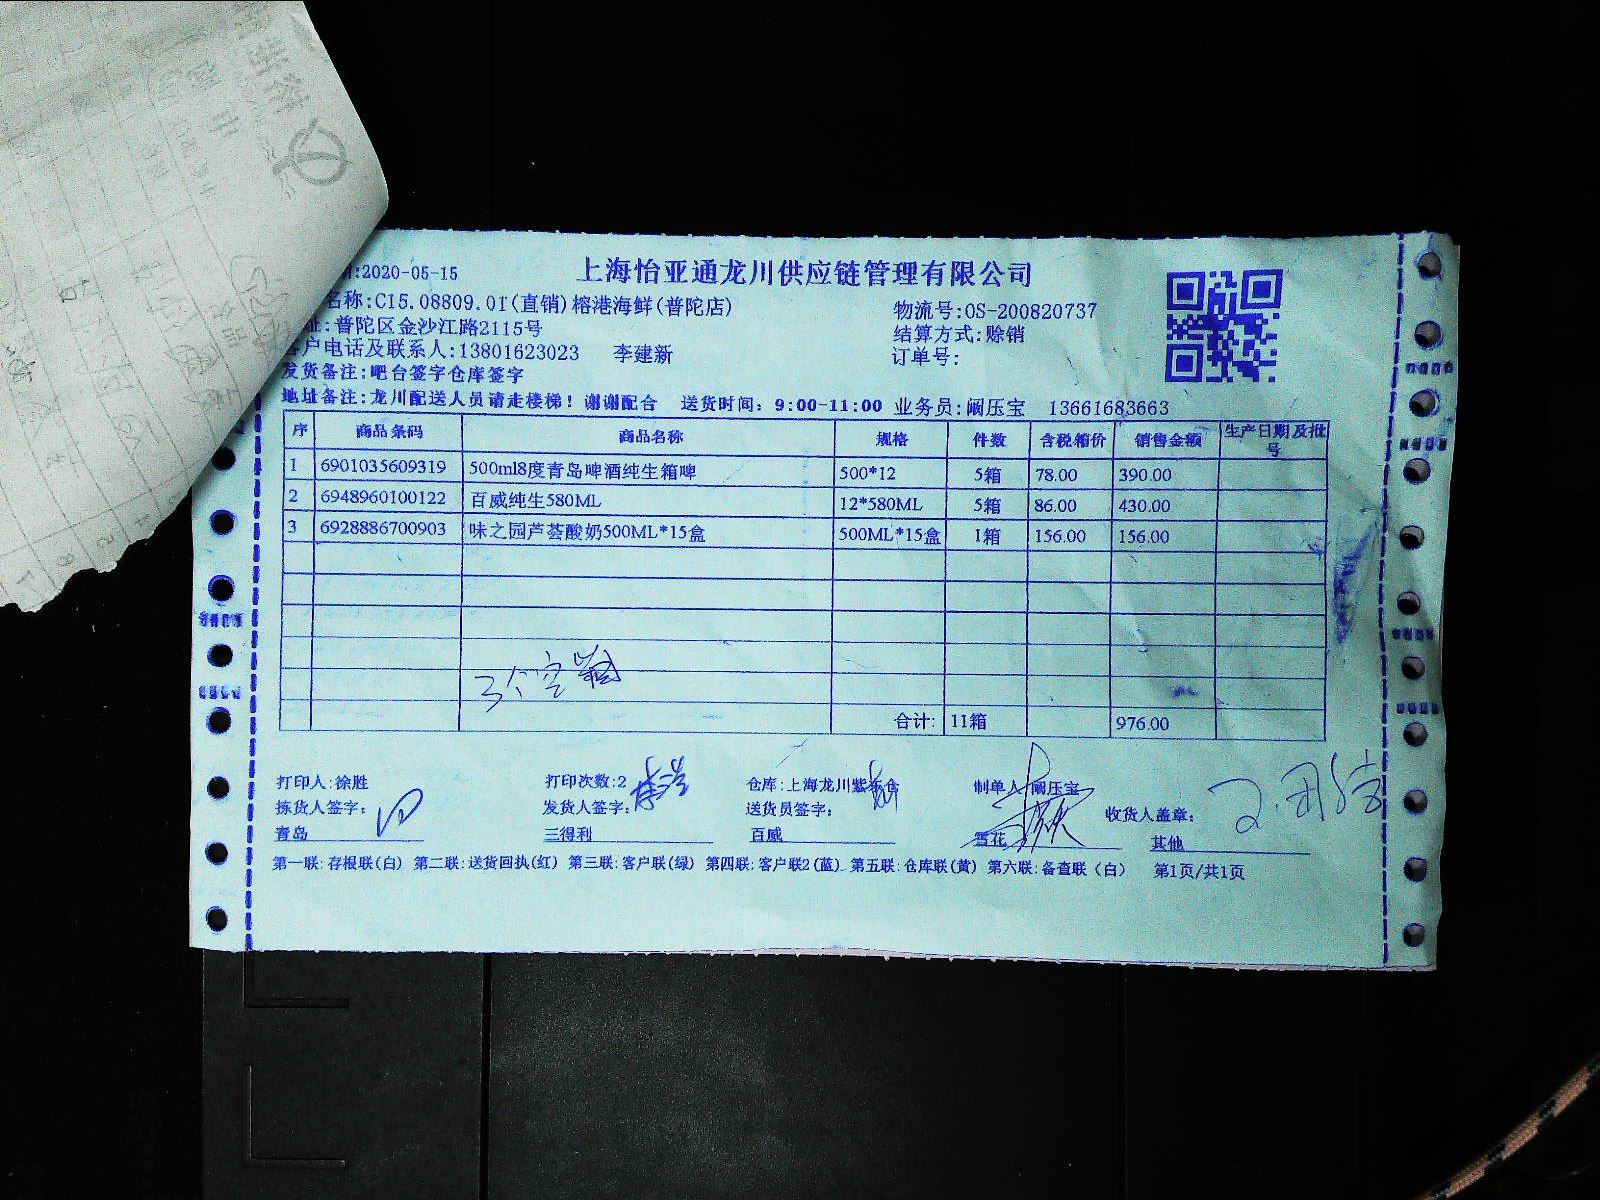 :2020-05-15
上海怡亚通龙川供应链管理有限公司
名称:C15.08809.01(直销)榕港海鲜(普陀店)
物流号:OS-200820737
址:普陀区金沙江路2115号
结算方式:赊销
客户电话及联系人:13801623023 李建新
订单号:
发货备注:吧台签字仓库签字
地址备注:龙川配送人员请走楼梯!谢谢配合 送货时间:9:00-11:00 业务员:阚压宝 13661683663
序 商品条码 商品名称 规格 件数 含税箱价 销售金额 生产日期及批号
1 6901035609319 500ml8度青岛啤酒纯生箱啤 500*12 5箱 78.00 390.00
2 6948960100122 百威纯生580ML 12*580ML 5箱 86.00 430.00
3 6928886700903 味之园芦荟酸奶500ML*15盒 500ML*15盒 1箱 156.00 156.00
3个空箱
合计: 11箱 976.00
打印人:徐胜 打印次数:2 仓库:上海龙川紫东仓 制单人:阚压宝
拣货人签字: 发货人签字: 送货员签字: 收货人盖章:
青岛 三得利 百威 雪花 其他
第一联:存根联(白) 第二联:送货回执(红) 第三联:客户联(绿) 第四联:客户联2(蓝) 第五联:仓库联(黄) 第六联:备查联(白) 第1页/共1页